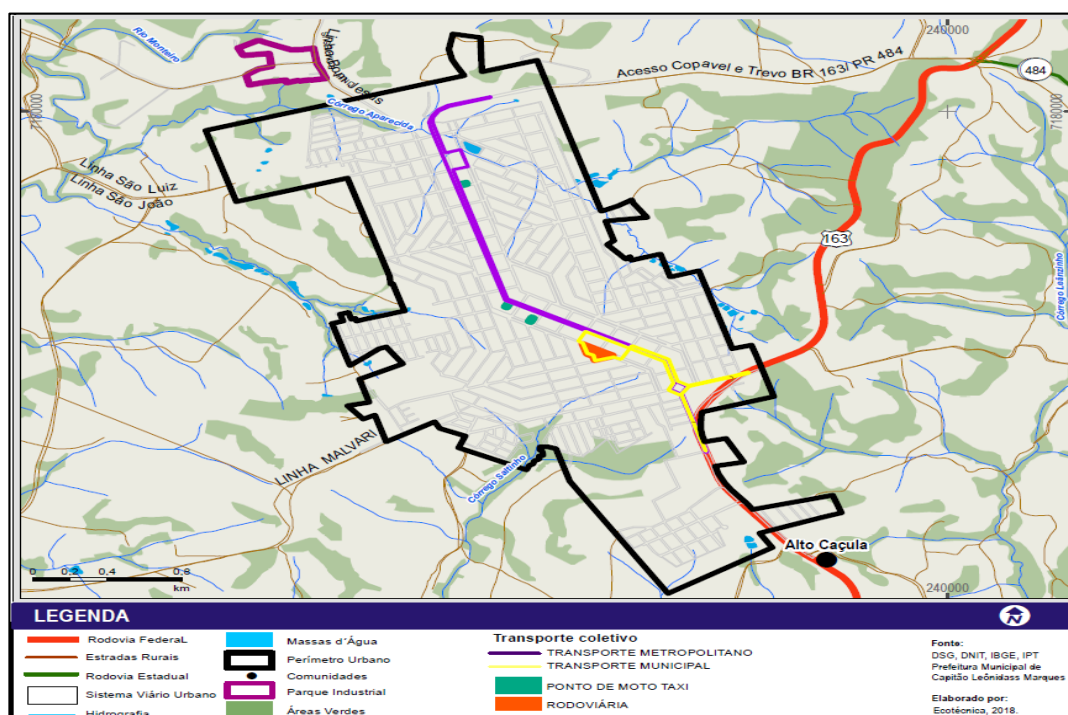 240000
Rio Monteiro
Linha Bom Jesus
Acesso Copavel e Trevo BR 163/ PR 484
484
7180000
7180000
Córrego Aparecida
Linha São Luiz
Linha São João
163
Córrego Leãozinho
LINHA MALVARI
Córrego Saltinho
Alto Caçula
0 0.2 0.4 0.8
km
240000
LEGENDA
N
Rodovia FederaL
Estradas Rurais
Rodovia Estadual
Sistema Viário Urbano
Hidrografia
Massas d'Água
Perímetro Urbano
Comunidades
Parque Industrial
Áreas Verdes
Transporte coletivo
TRANSPORTE METROPOLITANO
TRANSPORTE MUNICIPAL
PONTO DE MOTO TAXI
RODOVIÁRIA
Fonte:
DSG, DNIT, IBGE, IPT
Prefeitura Municipal de
Capitão Leônidass Marques
Elaborado por:
Ecotécnica, 2018.